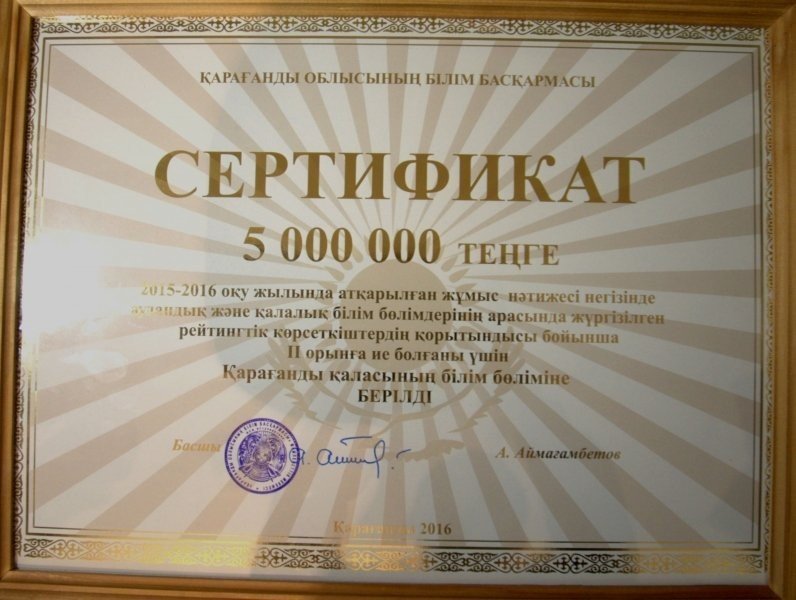 ҚАРАҒАНДЫ ОБЛЫСЫНЫҢ БІЛІМ БАСҚАРМАСЫ
СЕРТИФИКАТ
5 000 000 ТЕҢГЕ
2015-2016 оқу жылында атқарылған жұмыс нәтижесі негізінде
аудандық және қалалық білім бөлімдерінің арасында жүргізілген
рейтингтік көрсеткіштердің қорытындысы бойынша
ІІ орынға ие болғаны үшін
Қарағанды қаласының білім бөліміне
БЕРІЛДІ
Басшы
А. Аймағамбетов
2016